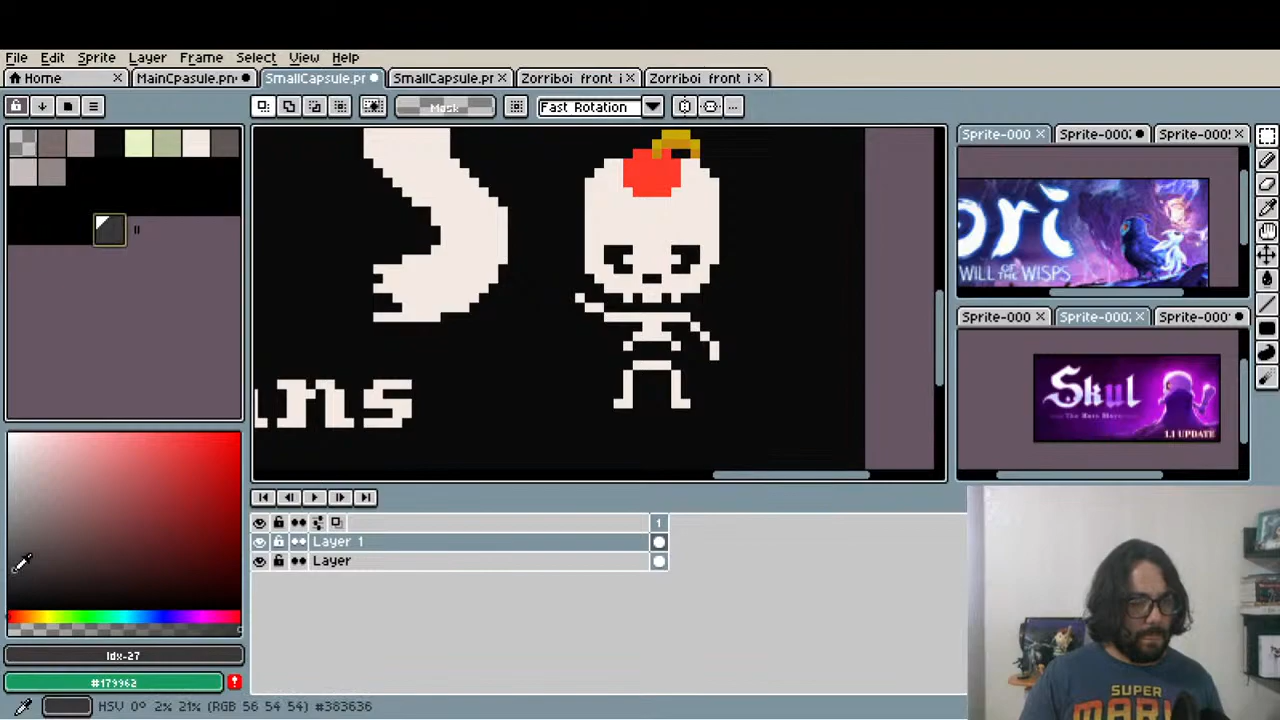 File Edit Sprite Layer Frame Select View Help
Home MainCpasule.pn SmallCapsule.pr SmallCapsule.pr Zorriboi front i Zorriboi front i
Mask Fast Rotation
Sprite-000 Sprite-000 Sprite-000
ori
WILL OF THE WISPS
Sprite-000 Sprite-000 Sprite-000
Skul
1.1 UPDATE
S
ans
1
Layer 1
Layer
Idx-27
#179962
HSV 0° 2% 21% (RGB 56 54 54) #383636
SUPER
MARI